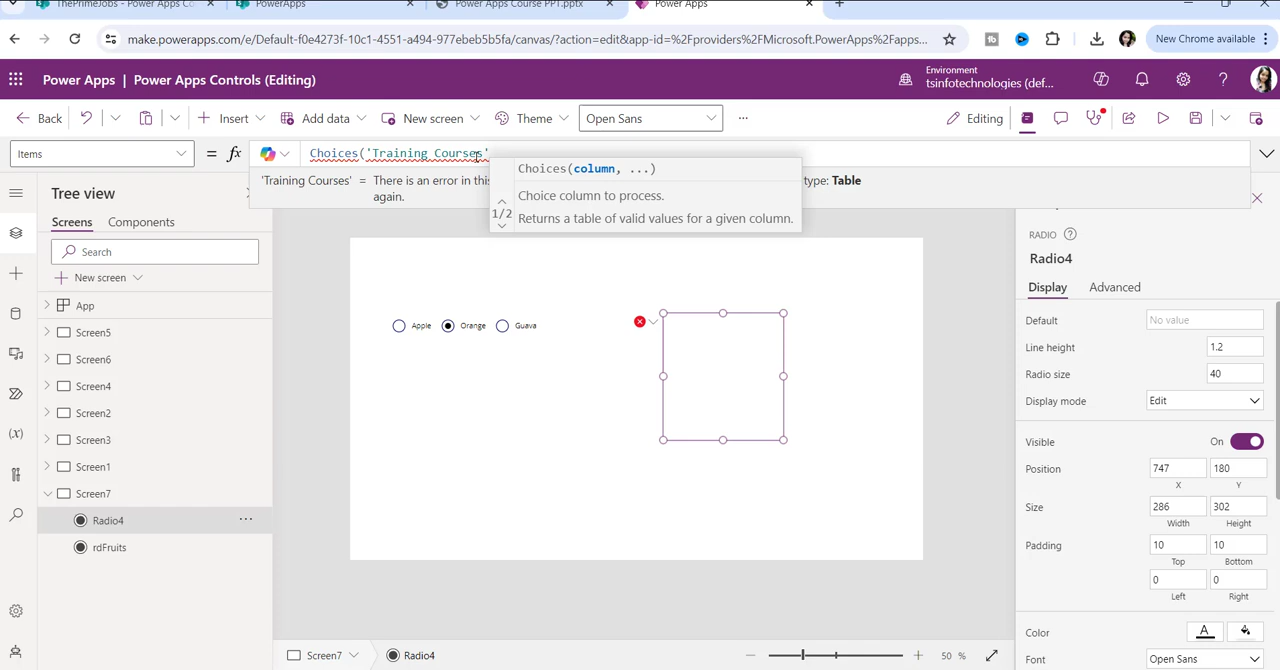 ThePrimeJobs - PowerApps Co
PowerApps
Power Apps Course PPT.pptx
Power Apps
make.powerapps.com/e/Default-f0e4273f-10c1-4551-a494-977ebeb5b5fa/canvas/?action=edit&app-id=%2Fproviders%2FMicrosoft.PowerApps%2Fapps...
New Chrome available
Power Apps | Power Apps Controls (Editing)
Environment
tsinfotechnologies (def...
Back
Insert
Add data
New screen
Theme
Open Sans
...
Editing
Items
= fx
Choices('Training Courses'
Choices(column, ...)
1/2
Choice column to process.
Returns a table of valid values for a given column.
'Training Courses' = There is an error in this
again.
type: Table
Tree view
Screens
Components
Search
New screen
App
Screen5
Screen6
Screen4
Screen2
Screen3
Screen1
Screen7
Radio4
...
rdFruits
Apple
Orange
Guava
RADIO
Radio4
Display
Advanced
Default
No value
Line height
1.2
Radio size
40
Display mode
Edit
Visible
On
Position
747
180
X
Y
Size
286
302
Width
Height
Padding
10
10
Top
Bottom
0
0
Left
Right
Color
A
Font
Open Sans
Screen7
Radio4
50 %